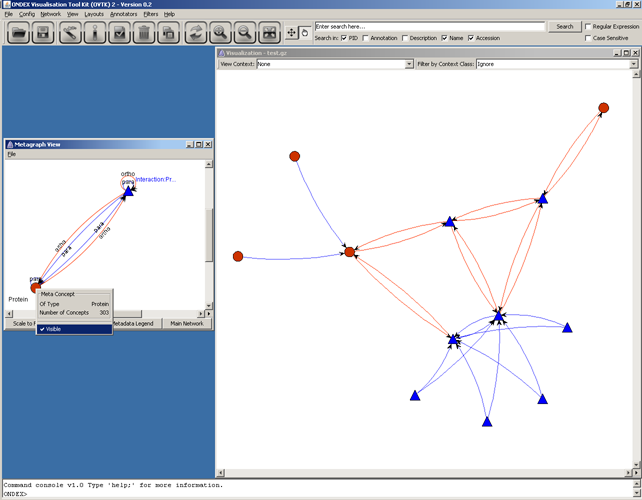 ONDEX Visualisation Tool Kit (OVTK) 2 - Version 0.2
File Config Network View Layouts Annotators Filters Help
Enter search here...
Search
Regular Expression
Search in: PID Annotation Description Name Accession
Case Sensitive
Visualization - test.gz
View Context: None
Filter by Context Class: Ignore
Metagraph View
File
ortho
para
Interaction Pr...
ortho
para
para
ortho
para
Protein
Meta Concept
Of Type Protein
Number of Concepts 303
Visible
Scale to
Metadata Legend
Main Network
Command console v1.0 Type 'help;' for more information.
ONDEX>